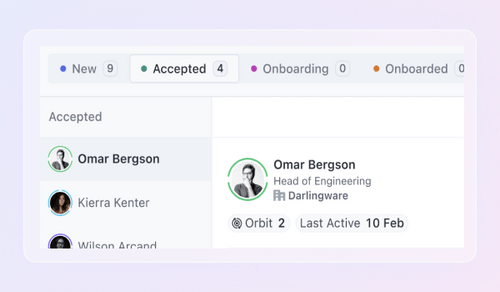 New 9 Accepted 4 Onboarding 0 Onboarded 0
Accepted
Omar Bergson
Kierra Kenter
Wilson Arcand
Omar Bergson
Head of Engineering
Darlingware
Orbit 2 Last Active 10 Feb